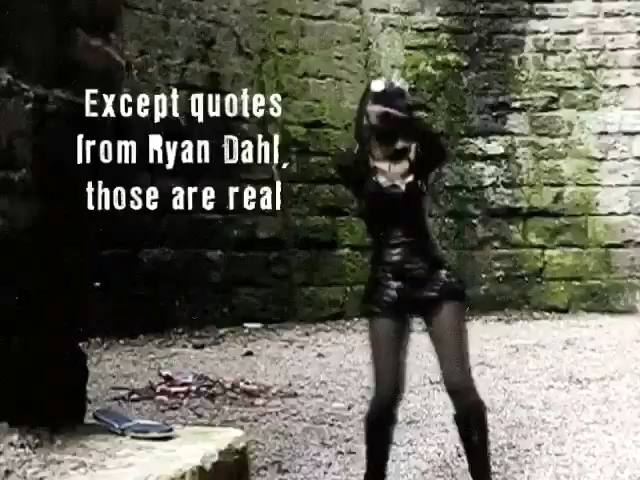 Except quotes
from Ryan Dahl,
those are real